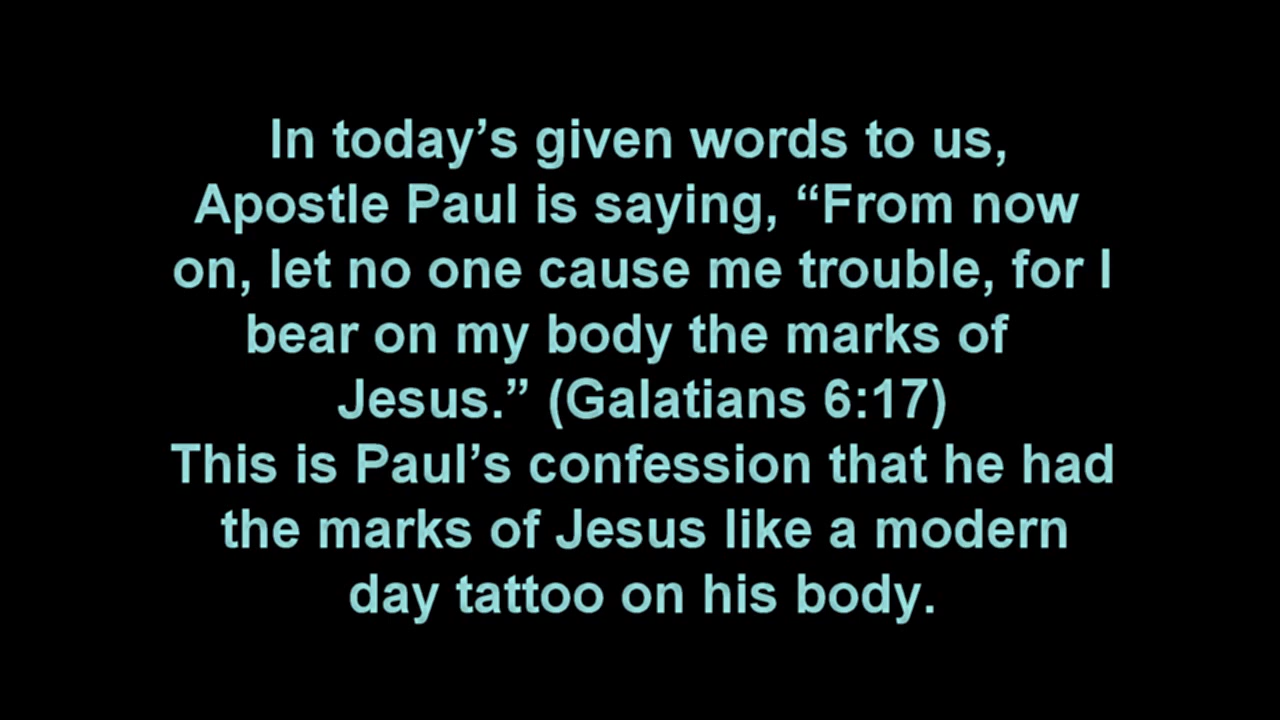 In today’s given words to us,
Apostle Paul is saying, “From now
on, let no one cause me trouble, for I
bear on my body the marks of
Jesus.” (Galatians 6:17)
This is Paul’s confession that he had
the marks of Jesus like a modern
day tattoo on his body.